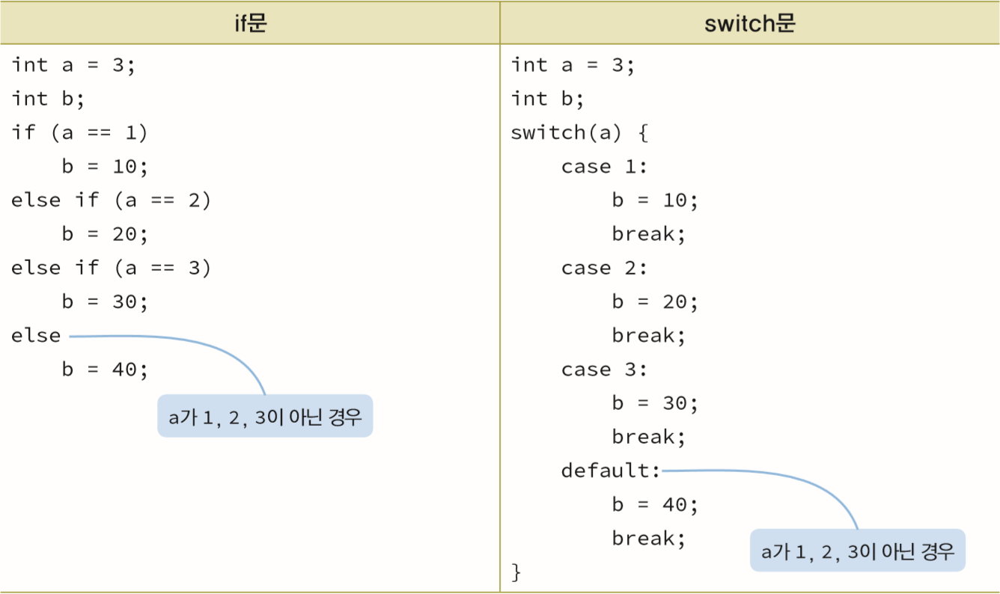 if문
int a = 3;
int b;
if (a == 1)
    b = 10;
else if (a == 2)
    b = 20;
else if (a == 3)
    b = 30;
else
    b = 40;
a가 1, 2, 3이 아닌 경우
switch문
int a = 3;
int b;
switch(a) {
    case 1:
        b = 10;
        break;
    case 2:
        b = 20;
        break;
    case 3:
        b = 30;
        break;
    default:
        b = 40;
        break;
a가 1, 2, 3이 아닌 경우
}